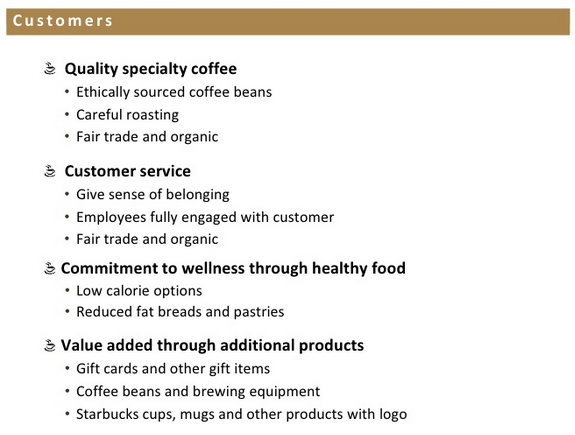 Customers
Quality specialty coffee
• Ethically sourced coffee beans
• Careful roasting
• Fair trade and organic
Customer service
• Give sense of belonging
• Employees fully engaged with customer
• Fair trade and organic
Commitment to wellness through healthy food
• Low calorie options
• Reduced fat breads and pastries
Value added through additional products
• Gift cards and other gift items
• Coffee beans and brewing equipment
• Starbucks cups, mugs and other products with logo